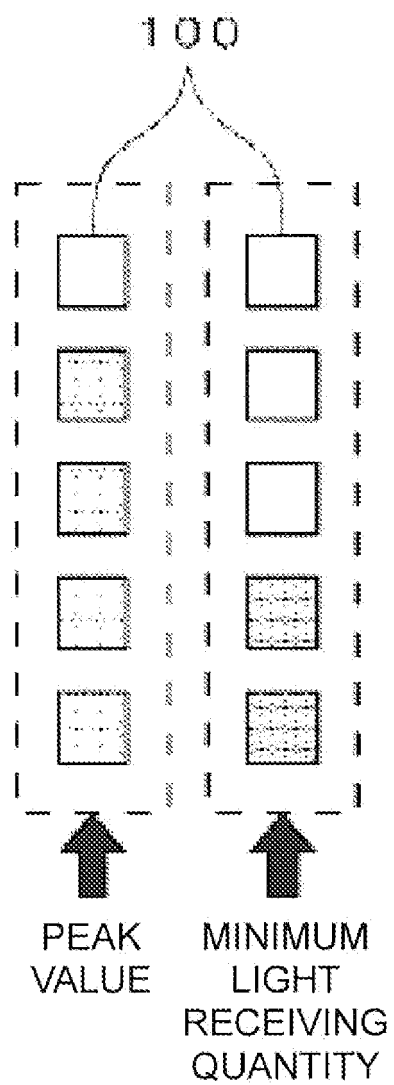 100
PEAK
VALUE
MINIMUM
LIGHT
RECEIVING
QUANTITY